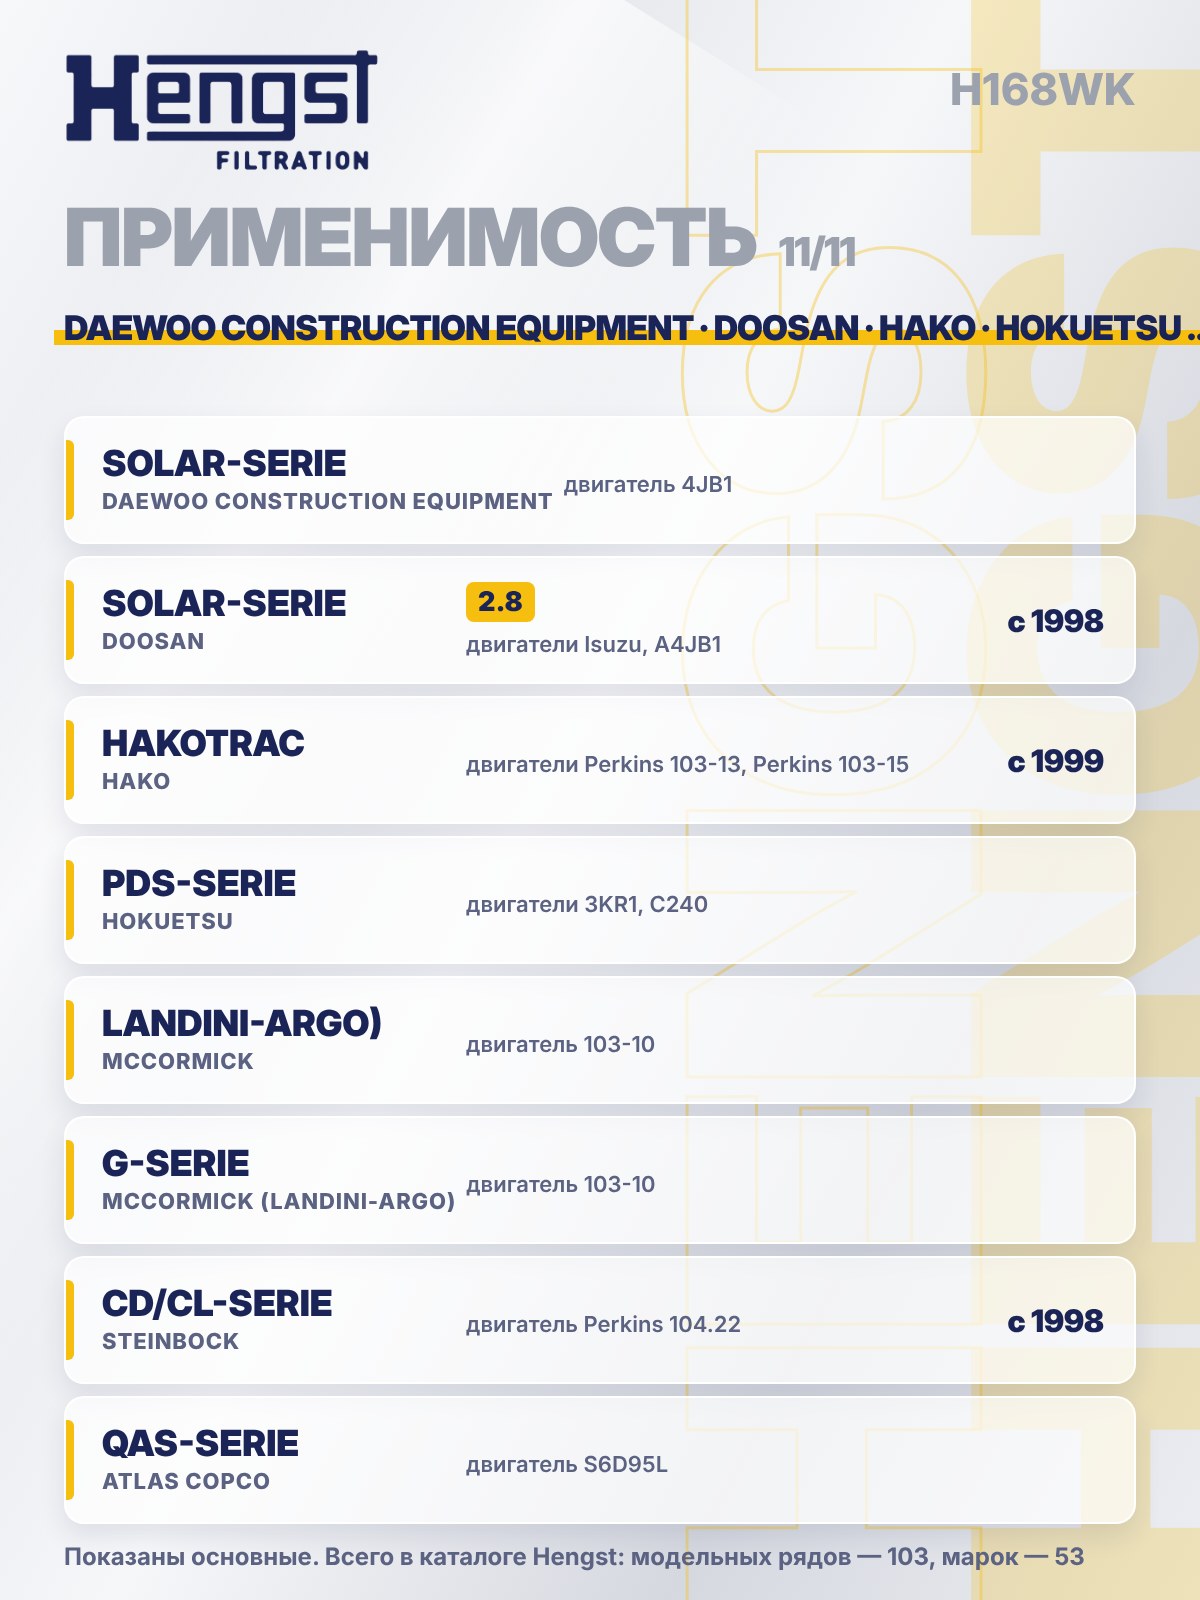 Hengst
FILTRATION
H168WK
ПРИМЕНИМОСТЬ 11/11
DAEWOO CONSTRUCTION EQUIPMENT · DOOSAN · HAKO · HOKUETSU ...
SOLAR-SERIE
DAEWOO CONSTRUCTION EQUIPMENT
двигатель 4JB1
SOLAR-SERIE
DOOSAN
2.8
двигатели Isuzu, A4JB1
с 1998
HAKOTRAC
HAKO
двигатели Perkins 103-13, Perkins 103-15
с 1999
PDS-SERIE
HOKUETSU
двигатели 3KR1, C240
LANDINI-ARGO)
MCCORMICK
двигатель 103-10
G-SERIE
MCCORMICK (LANDINI-ARGO)
двигатель 103-10
CD/CL-SERIE
STEINBOCK
двигатель Perkins 104.22
с 1998
QAS-SERIE
ATLAS COPCO
двигатель S6D95L
Показаны основные. Всего в каталоге Hengst: модельных рядов — 103, марок — 53
HENGST